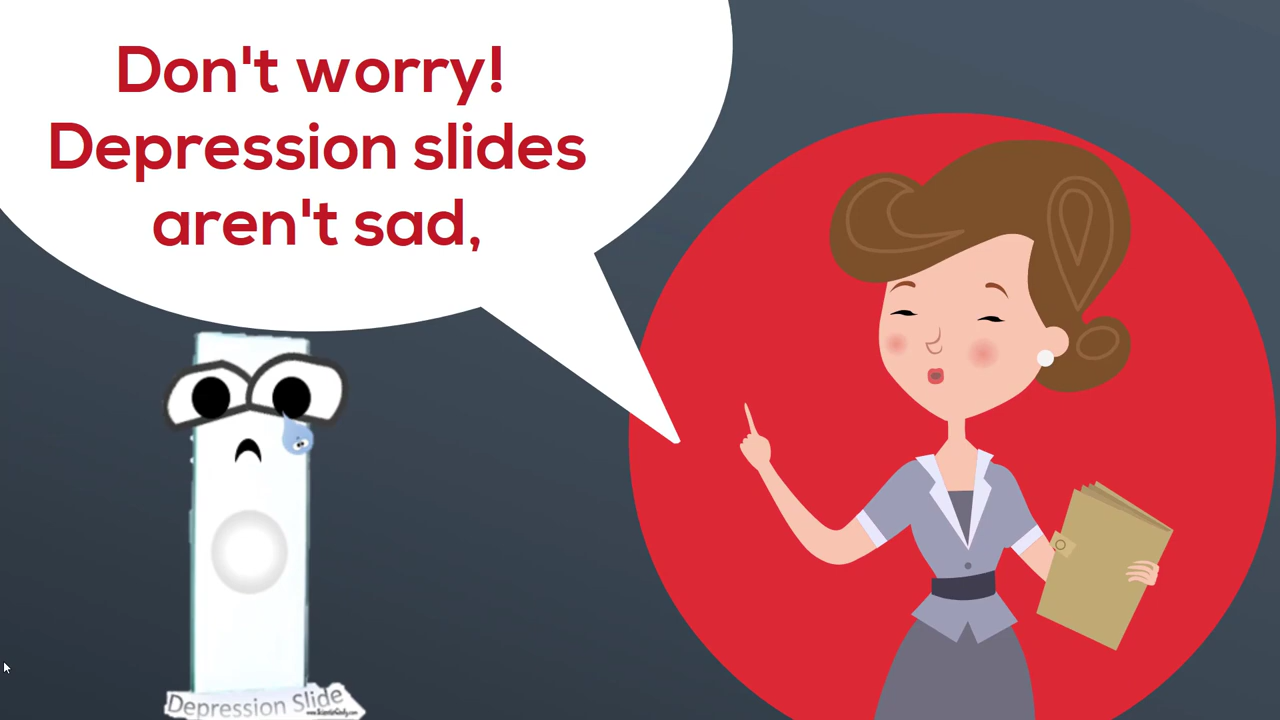 Don't worry!
Depression slides
aren't sad,
Depression Slide